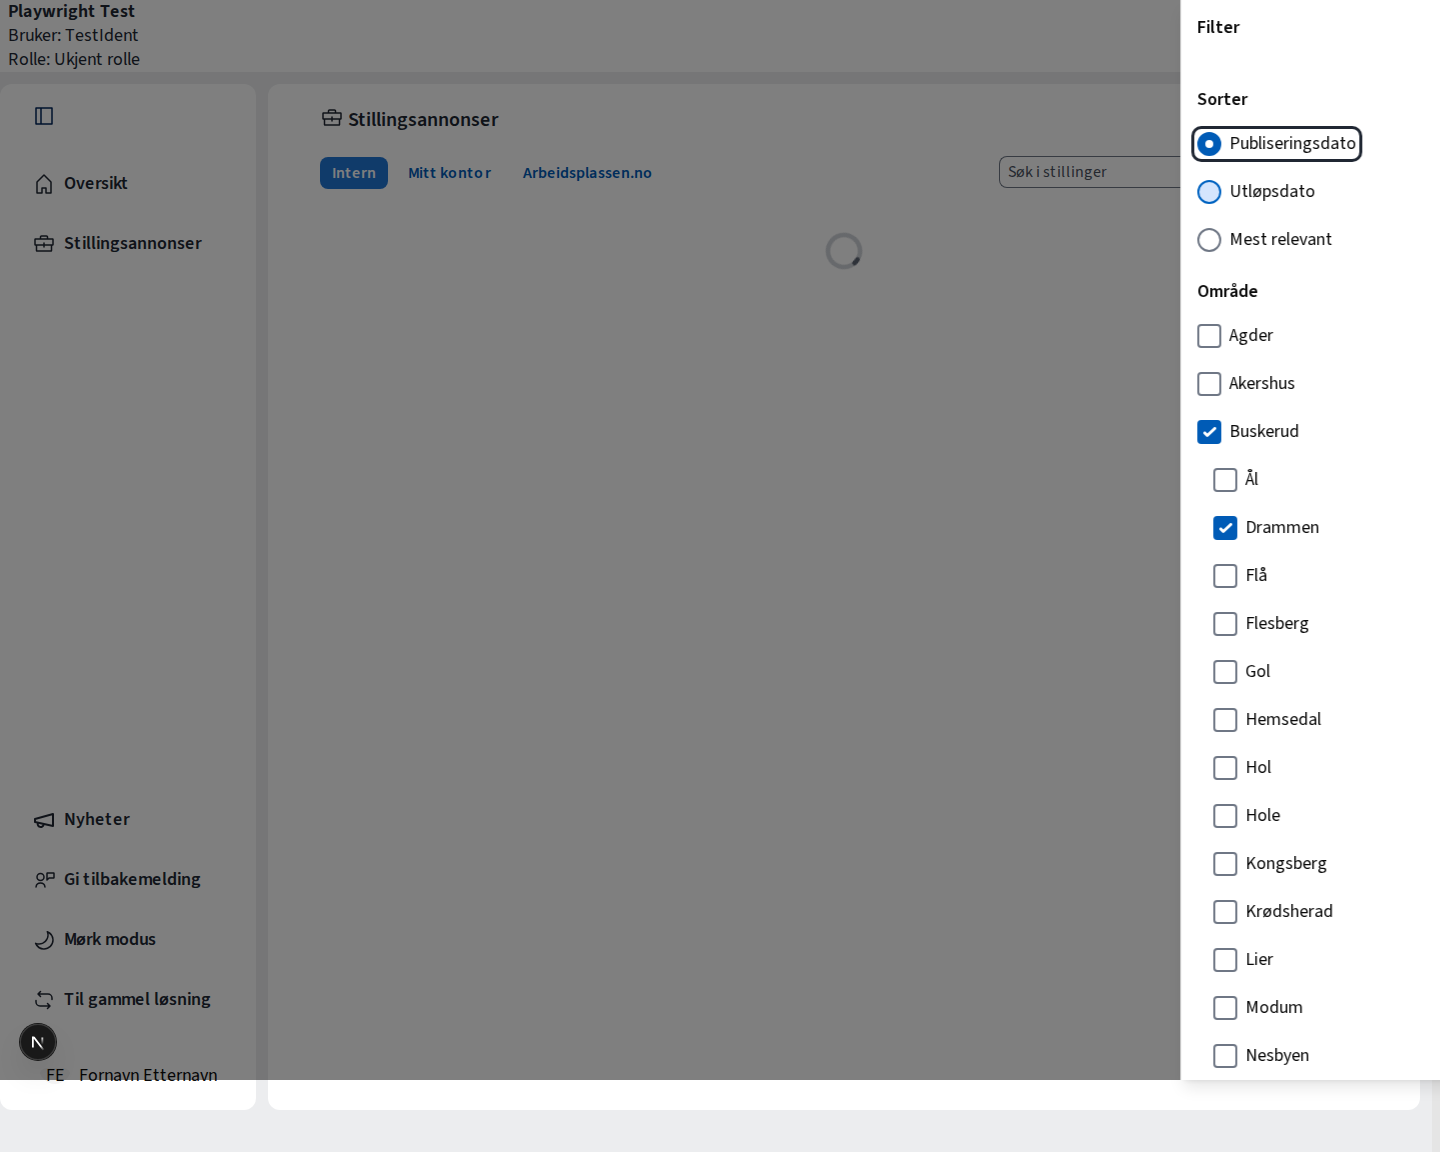 Playwright Test
Bruker: TestIdent
Rolle: Ukjent rolle
Oversikt
Stillingsannonser
Nyheter
Gi tilbakemelding
Mørk modus
Til gammel løsning
N
FE Fornavn Etternavn
Stillingsannonser
Intern Mitt kontor Arbeidsplassen.no
Søk i stillinger
Filter
Sorter
Publiseringsdato
Utløpsdato
Mest relevant
Område
Agder
Akershus
Buskerud
Ål
Drammen
Flå
Flesberg
Gol
Hemsedal
Hol
Hole
Kongsberg
Krødsherad
Lier
Modum
Nesbyen